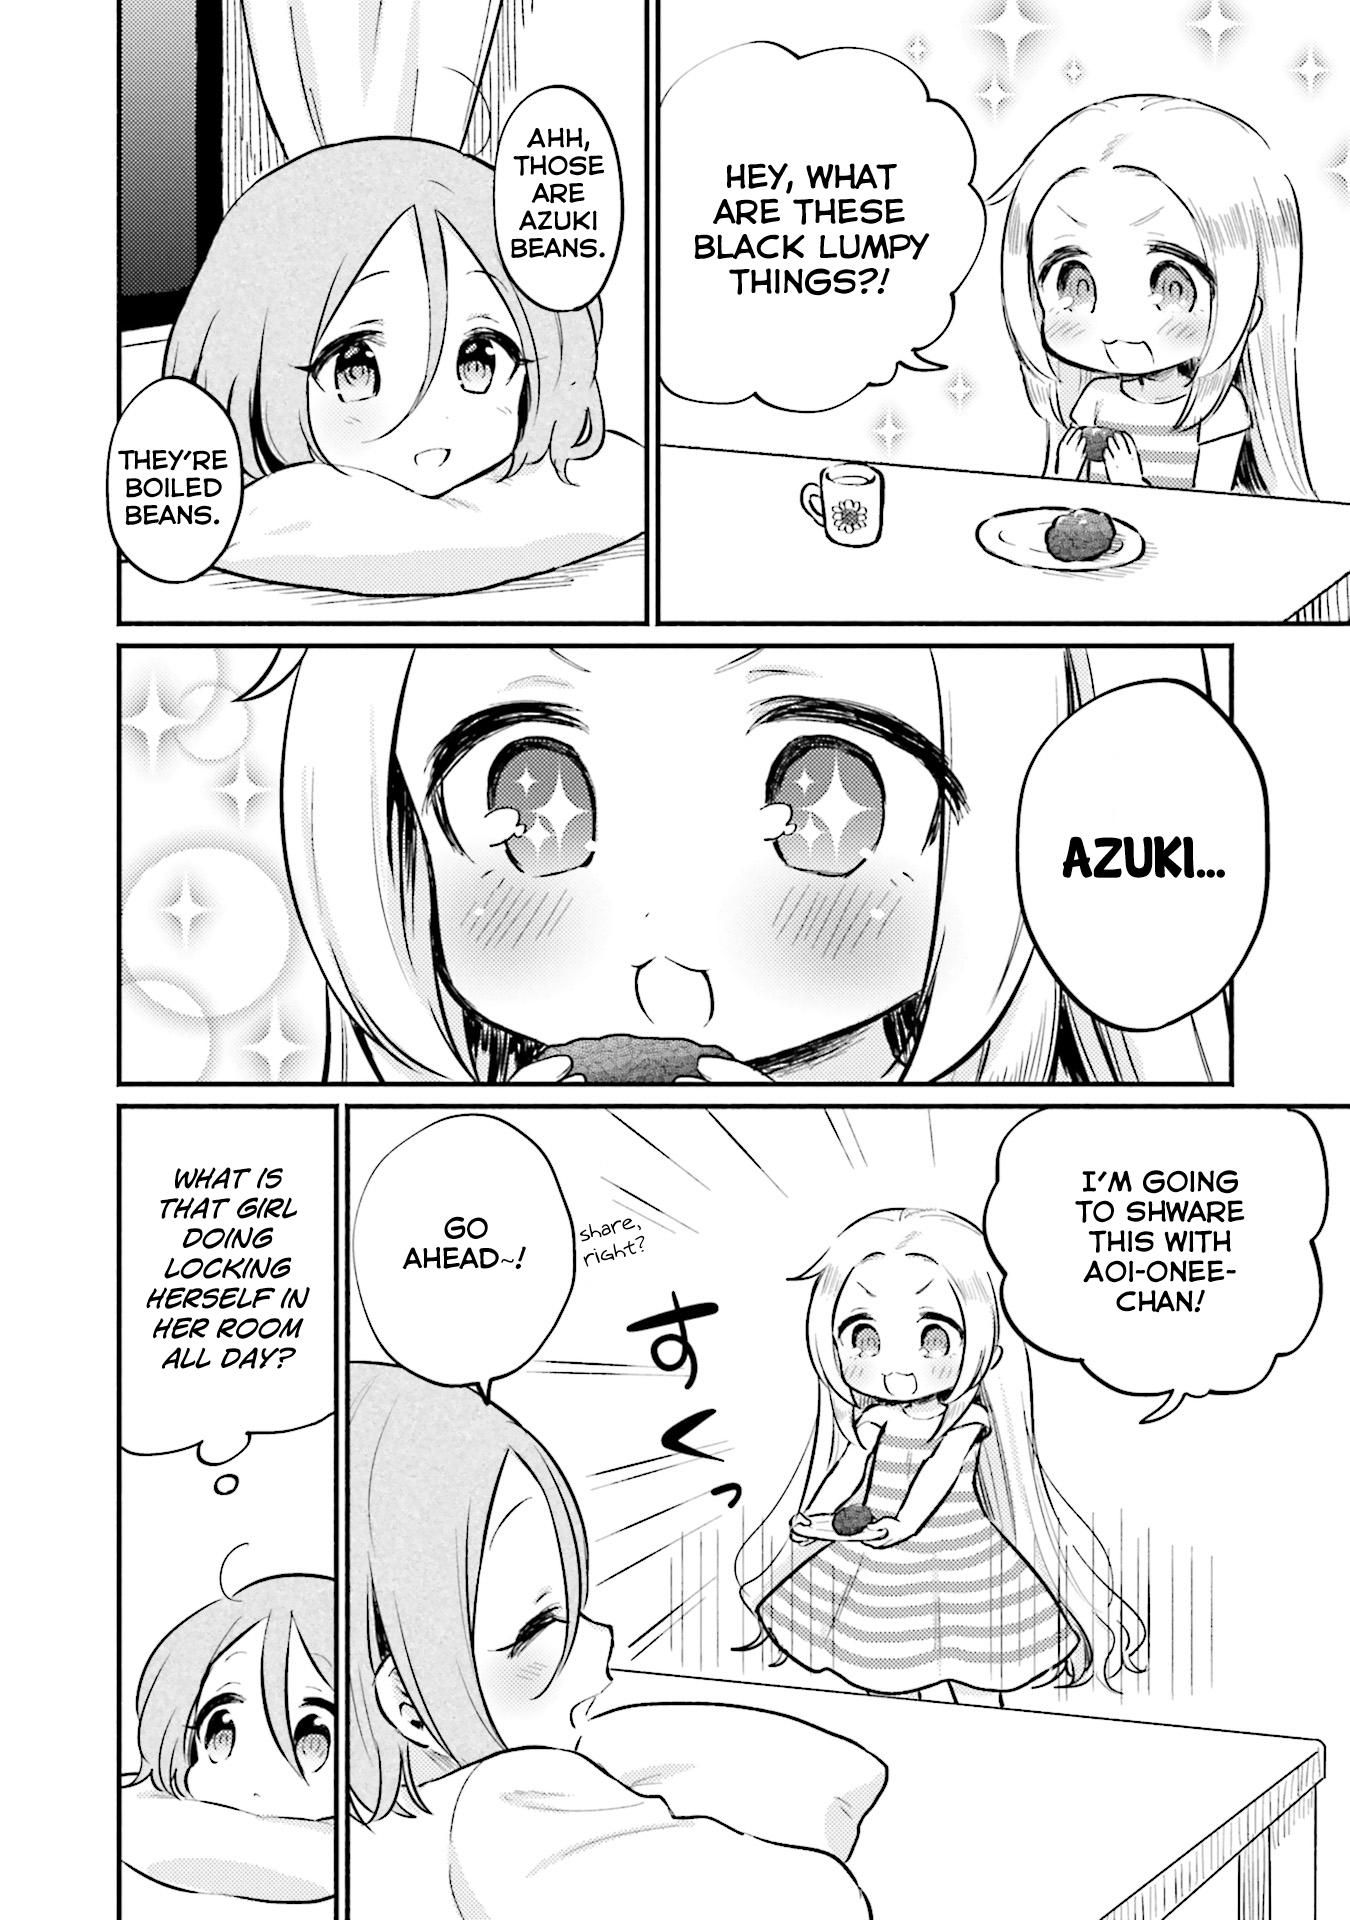 HEY, WHAT
ARE THESE
BLACK LUMPY
THINGS?!
AHH,
THOSE
ARE
AZUKI
BEANS.
THEY'RE
BOILED
BEANS.
AZUKI...
I'M GOING
TO SHWARE
THIS WITH
AOI-ONEE-
CHAN!
すくっ
GO
AHEAD~!
share,
right?
WHAT IS
THAT GIRL
DOING
LOCKING
HERSELF IN
HER ROOM
ALL DAY?